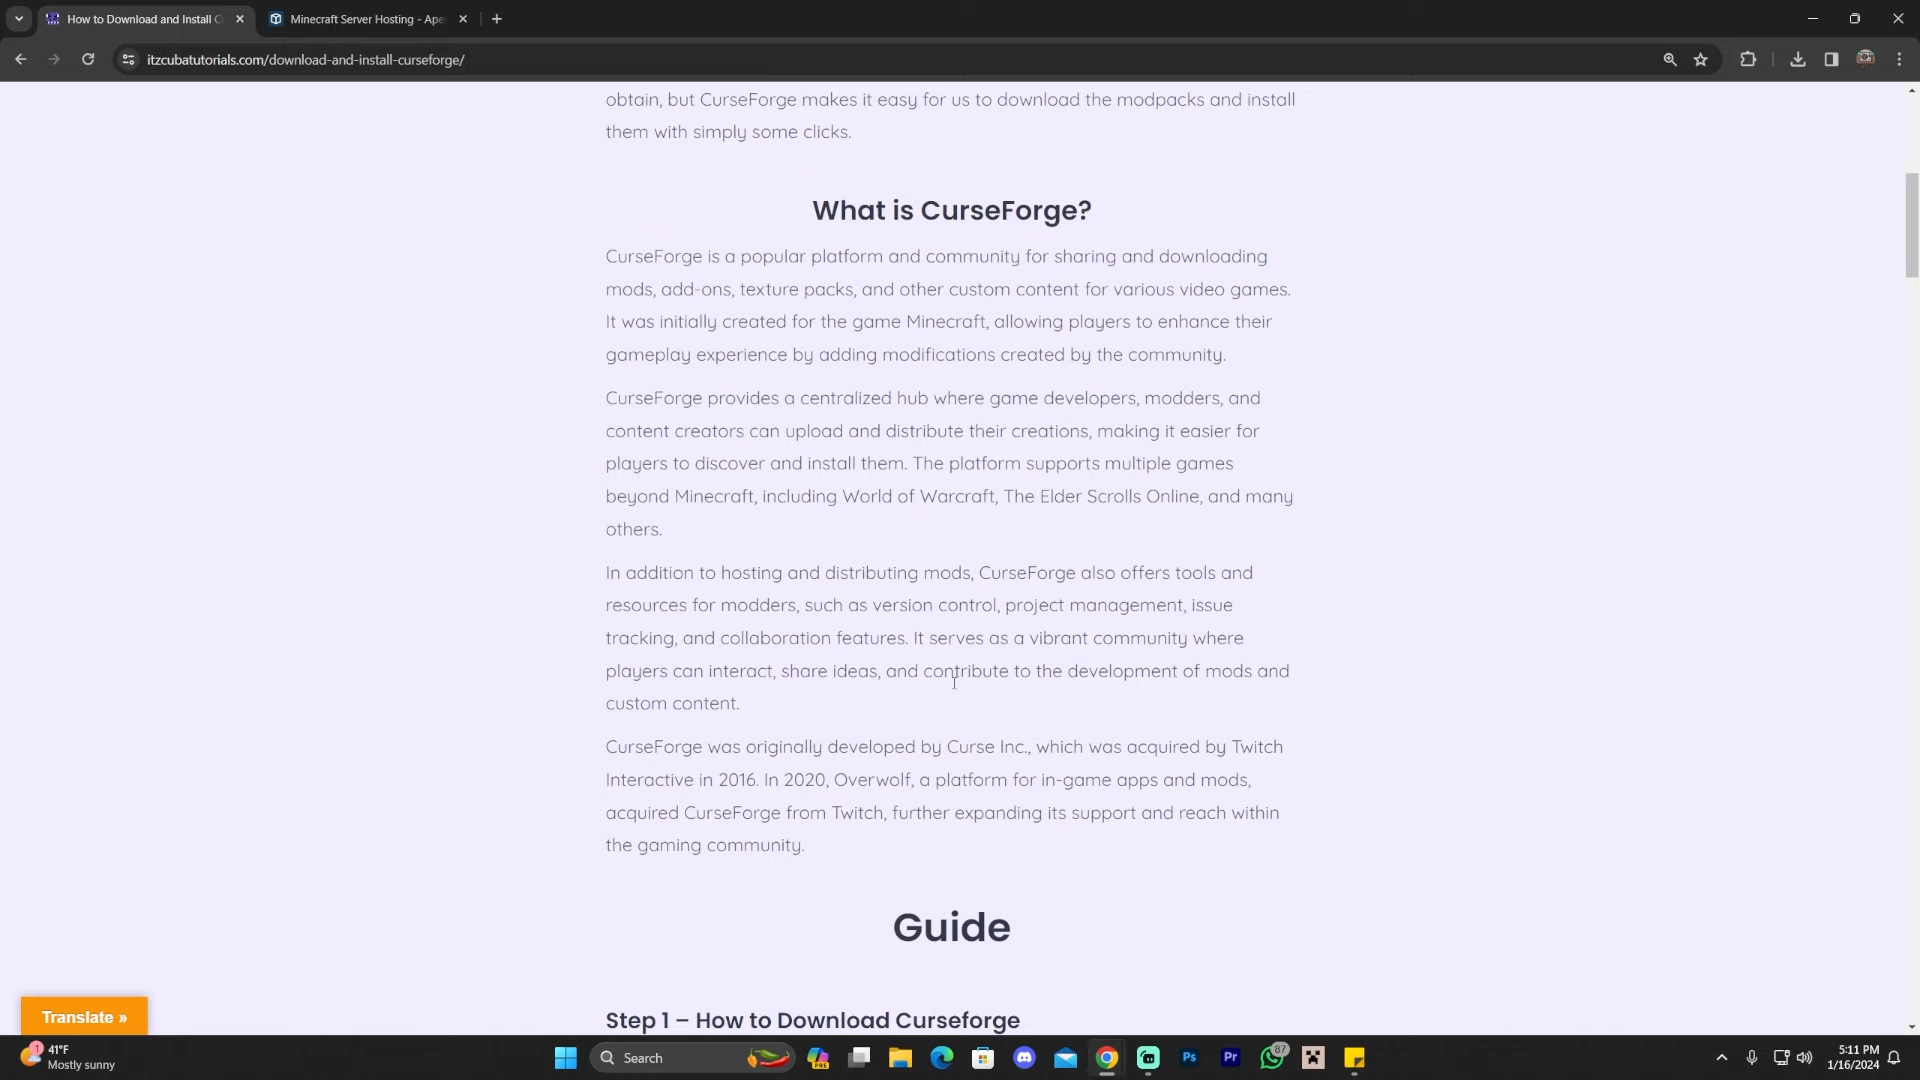 How to Download and Install C
Minecraft Server Hosting - Ape
itzcubatutorials.com/download-and-install-curseforge/
obtain, but CurseForge makes it easy for us to download the modpacks and install
them with simply some clicks.
What is CurseForge?
CurseForge is a popular platform and community for sharing and downloading
mods, add-ons, texture packs, and other custom content for various video games.
It was initially created for the game Minecraft, allowing players to enhance their
gameplay experience by adding modifications created by the community.
CurseForge provides a centralized hub where game developers, modders, and
content creators can upload and distribute their creations, making it easier for
players to discover and install them. The platform supports multiple games
beyond Minecraft, including World of Warcraft, The Elder Scrolls Online, and many
others.
In addition to hosting and distributing mods, CurseForge also offers tools and
resources for modders, such as version control, project management, issue
tracking, and collaboration features. It serves as a vibrant community where
players can interact, share ideas, and contribute to the development of mods and
custom content.
CurseForge was originally developed by Curse Inc., which was acquired by Twitch
Interactive in 2016. In 2020, Overwolf, a platform for in-game apps and mods,
acquired CurseForge from Twitch, further expanding its support and reach within
the gaming community.
Guide
Step 1 – How to Download Curseforge
Translate »
1
41°F
Mostly sunny
Search
PRE
Ps
Pr
87
5:11 PM
1/16/2024